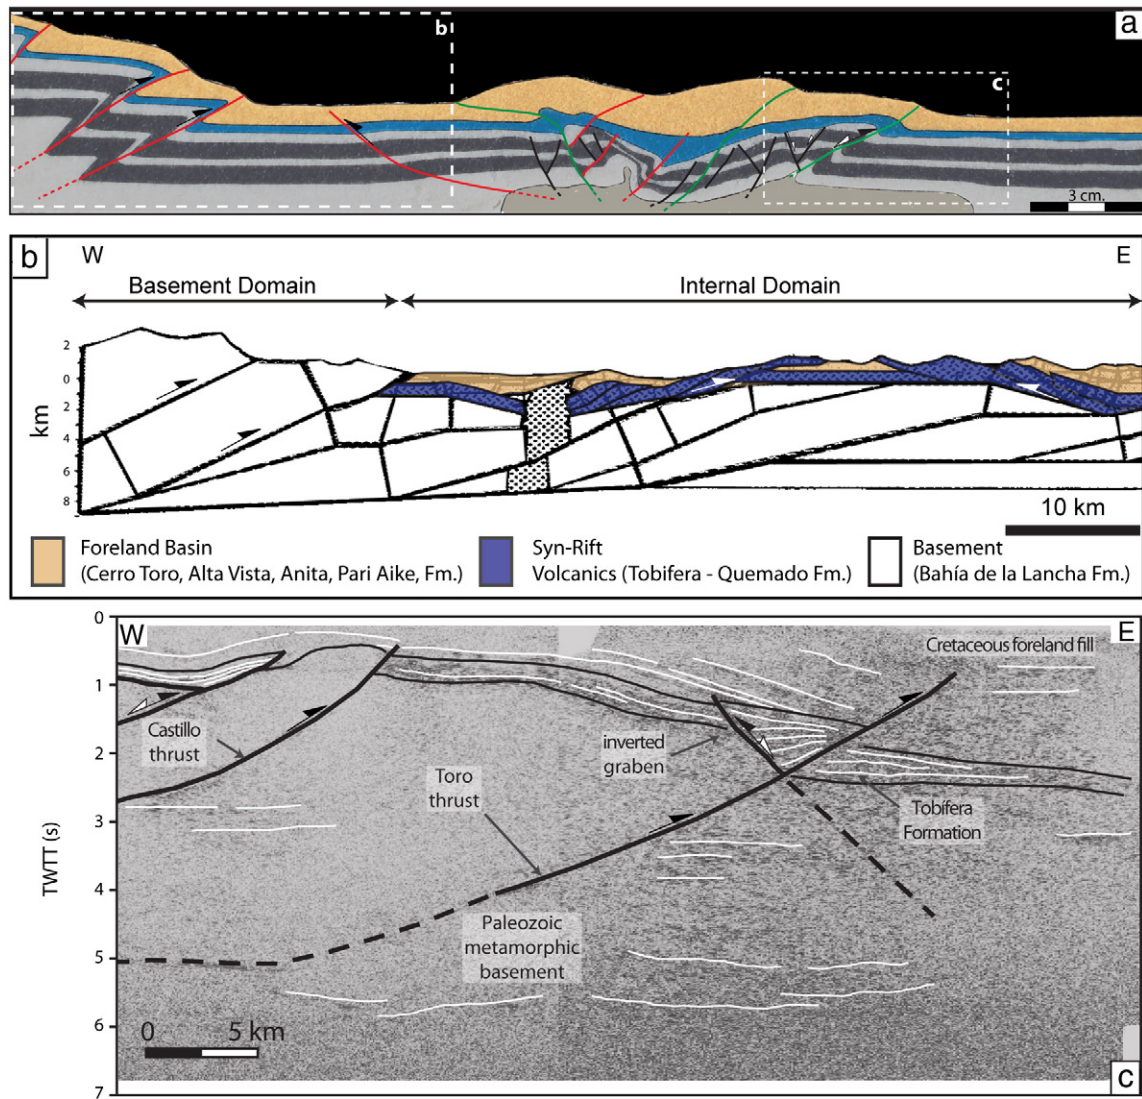 a
b
c
3 cm.
b
W
E
Basement Domain
Internal Domain
2
0
2
4
6
8
km
10 km
Foreland Basin
(Cerro Toro, Alta Vista, Anita, Pari Aike, Fm.)
Syn-Rift
Volcanics (Tobifera - Quemado Fm.)
Basement
(Bahía de la Lancha Fm.)
0
1
2
3
4
5
6
7
TWTT (s)
W
E
Cretaceous foreland fill
Castillo
thrust
inverted
graben
Toro
thrust
Tobífera
Formation
Paleozoic
metamorphic
basement
0 5 km
c